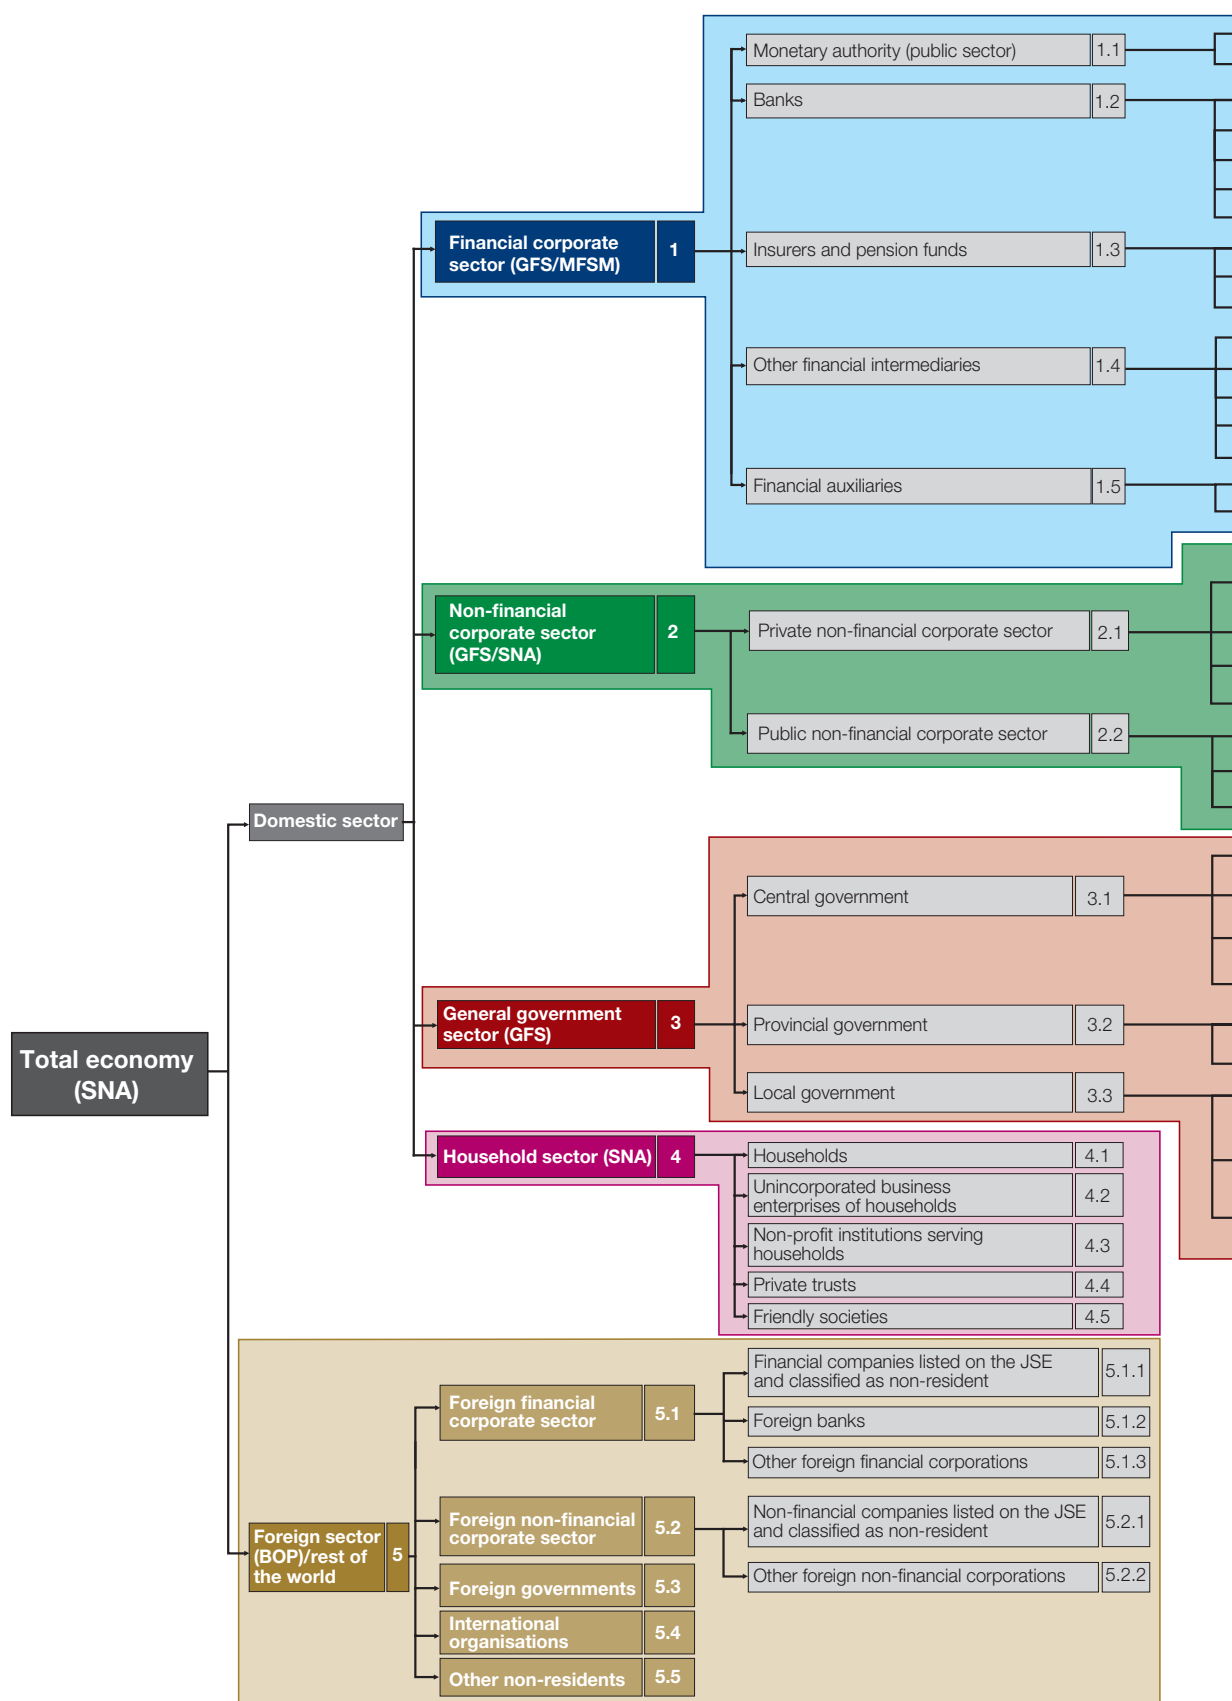 Monetary authority (public sector) 1.1
Banks 1.2
Financial corporate
sector (GFS/MFSM)
1
Insurers and pension funds 1.3
Other financial intermediaries 1.4
Financial auxiliaries 1.5
Non-financial
corporate sector
(GFS/SNA)
2
Private non-financial corporate sector 2.1
Public non-financial corporate sector 2.2
Domestic sector
Central government 3.1
General government
sector (GFS)
3
Provincial government 3.2
Local government 3.3
Total economy
(SNA)
Household sector (SNA) 4
Households 4.1
Unincorporated business
enterprises of households
4.2
Non-profit institutions serving
households
4.3
Private trusts 4.4
Friendly societies 4.5
Foreign sector
(BOP)/rest of
the world
5
Foreign financial
corporate sector
5.1
Financial companies listed on the JSE
and classified as non-resident
5.1.1
Foreign banks 5.1.2
Other foreign financial corporations 5.1.3
Foreign non-financial
corporate sector
5.2
Non-financial companies listed on the JSE
and classified as non-resident
5.2.1
Other foreign non-financial corporations 5.2.2
Foreign governments 5.3
International
organisations
5.4
Other non-residents 5.5